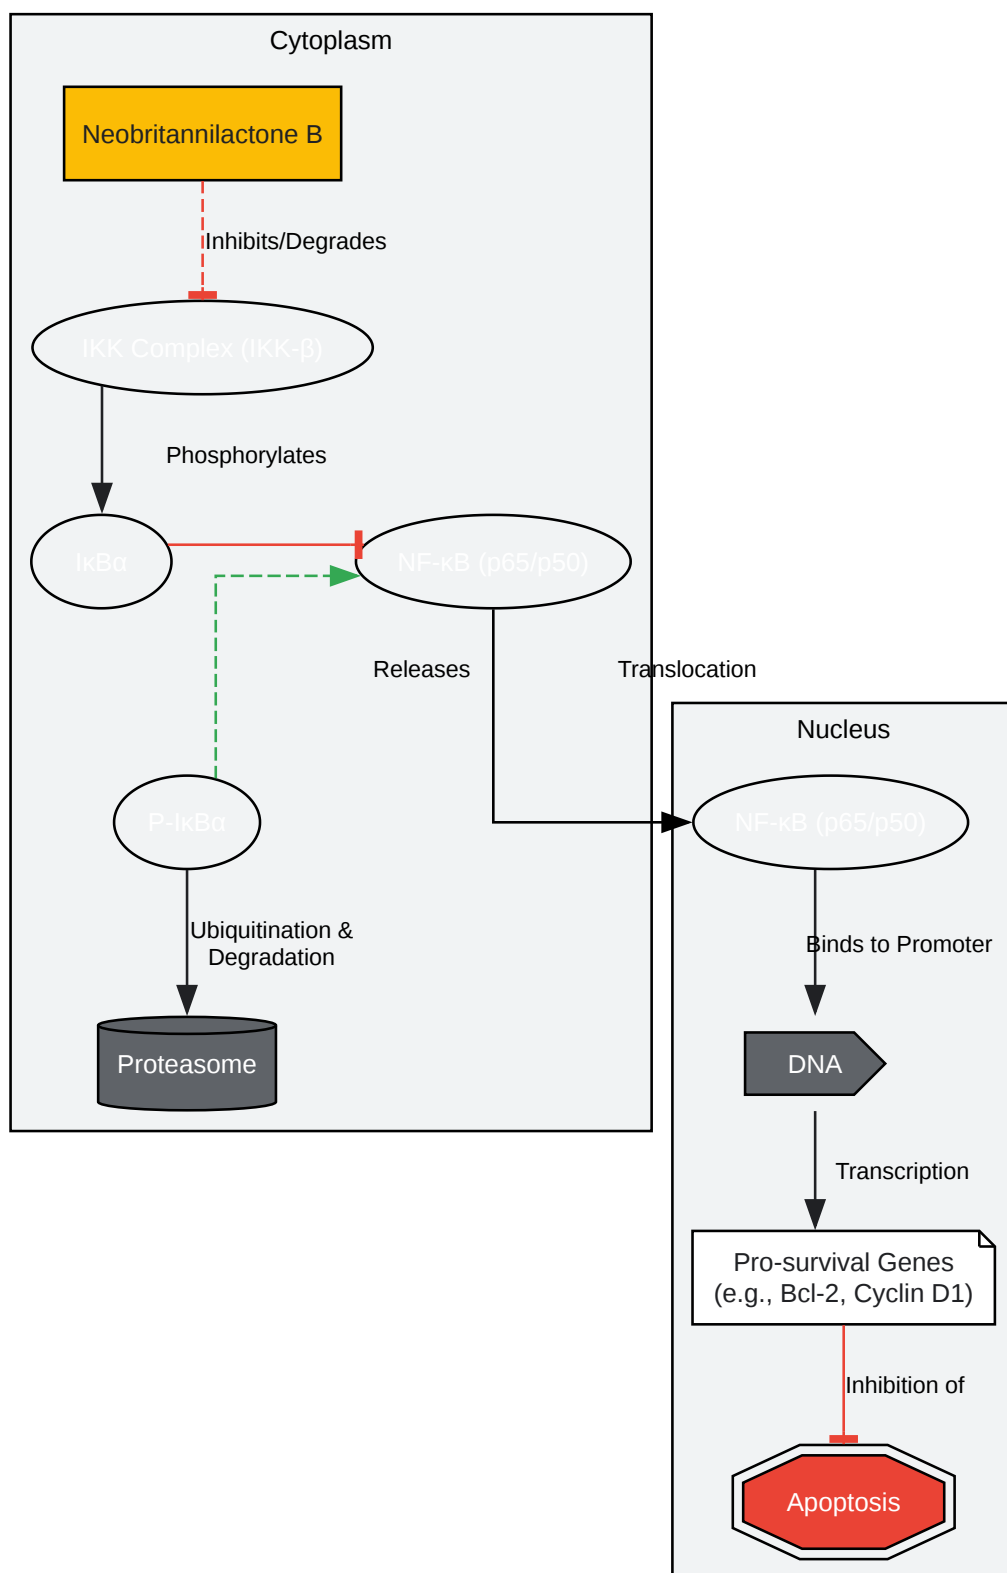 Cytoplasm
Neobritannilactone B
Inhibits/Degrades
IKK Complex (IKK-β)
Phosphorylates
IκBα
NF-κB (p65/p50)
Releases
Translocation
Nucleus
P-IκBα
NF-κB (p65/p50)
Ubiquitination &
Degradation
Binds to Promoter
Proteasome
DNA
Transcription
Pro-survival Genes
(e.g., Bcl-2, Cyclin D1)
Inhibition of
Apoptosis